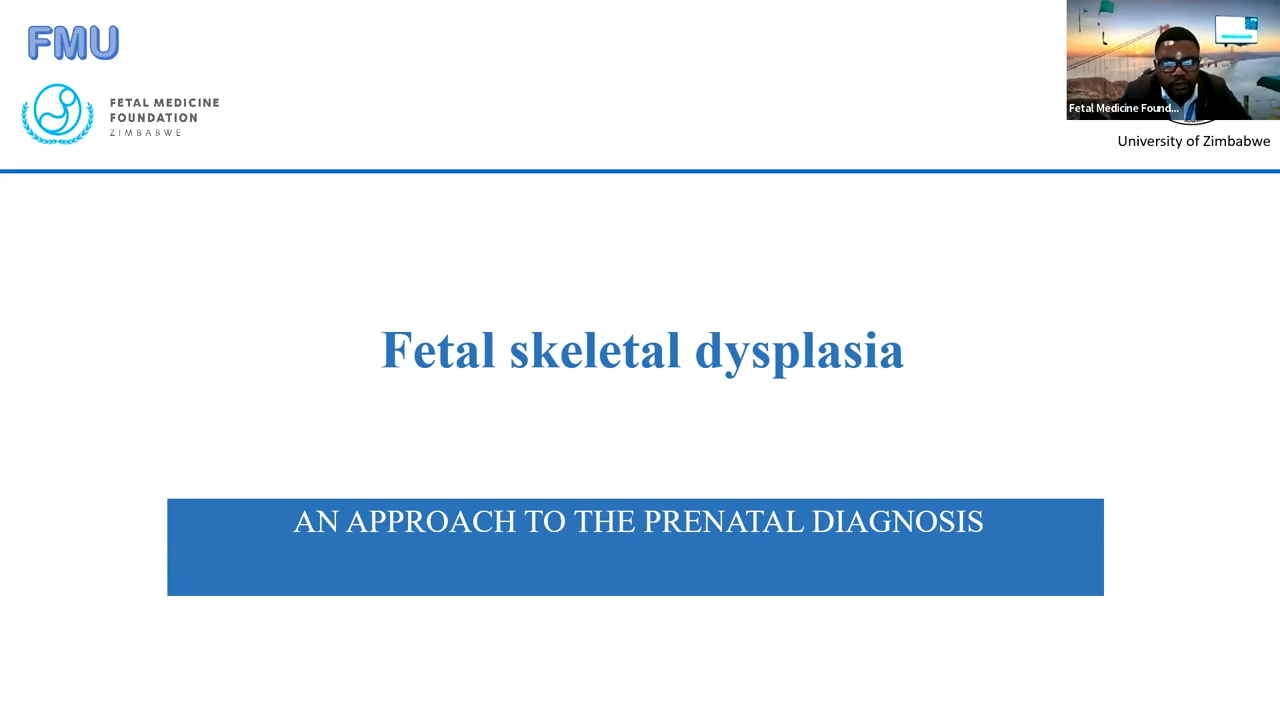 FMU
FETAL MEDICINE
FOUNDATION
ZIMBABWE
Fetal Medicine Found...
University of Zimbabwe
Fetal skeletal dysplasia
AN APPROACH TO THE PRENATAL DIAGNOSIS